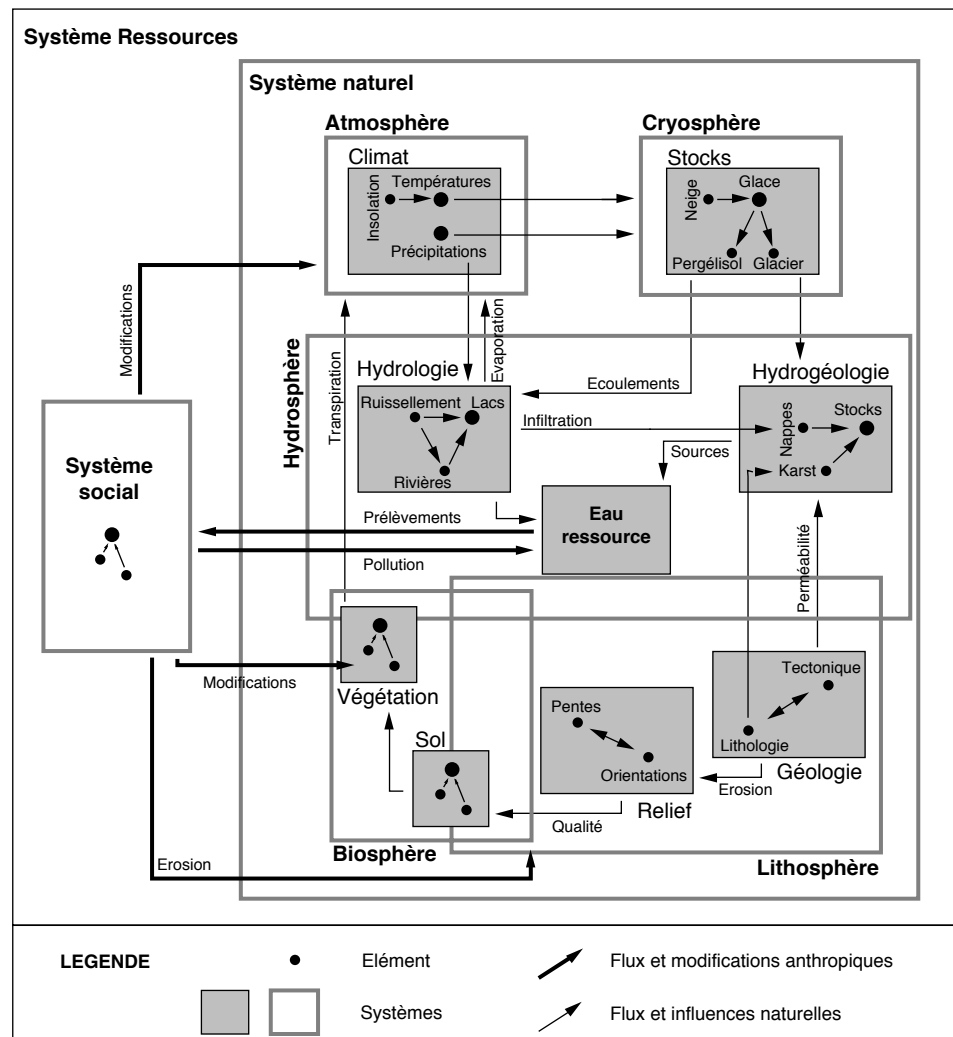 Système Ressources
Système naturel
Atmosphère
Cryosphère
Climat
Stocks
Insolation
Températures
Précipitations
Neige
Glace
Pergélisol
Glacier
Modifications
Transpiration
Evaporation
Hydrosphère
Hydrologie
Ruissellement
Lacs
Rivières
Ecoulements
Infiltration
Hydrogéologie
Nappes
Stocks
Karst
Sources
Système
social
Eau
ressource
Prélèvements
Pollution
Perméabilité
Modifications
Végétation
Sol
Pentes
Orientations
Relief
Tectonique
Lithologie
Géologie
Erosion
Qualité
Biosphère
Lithosphère
Erosion
LEGENDE
Elément
Flux et modifications anthropiques
Systèmes
Flux et influences naturelles